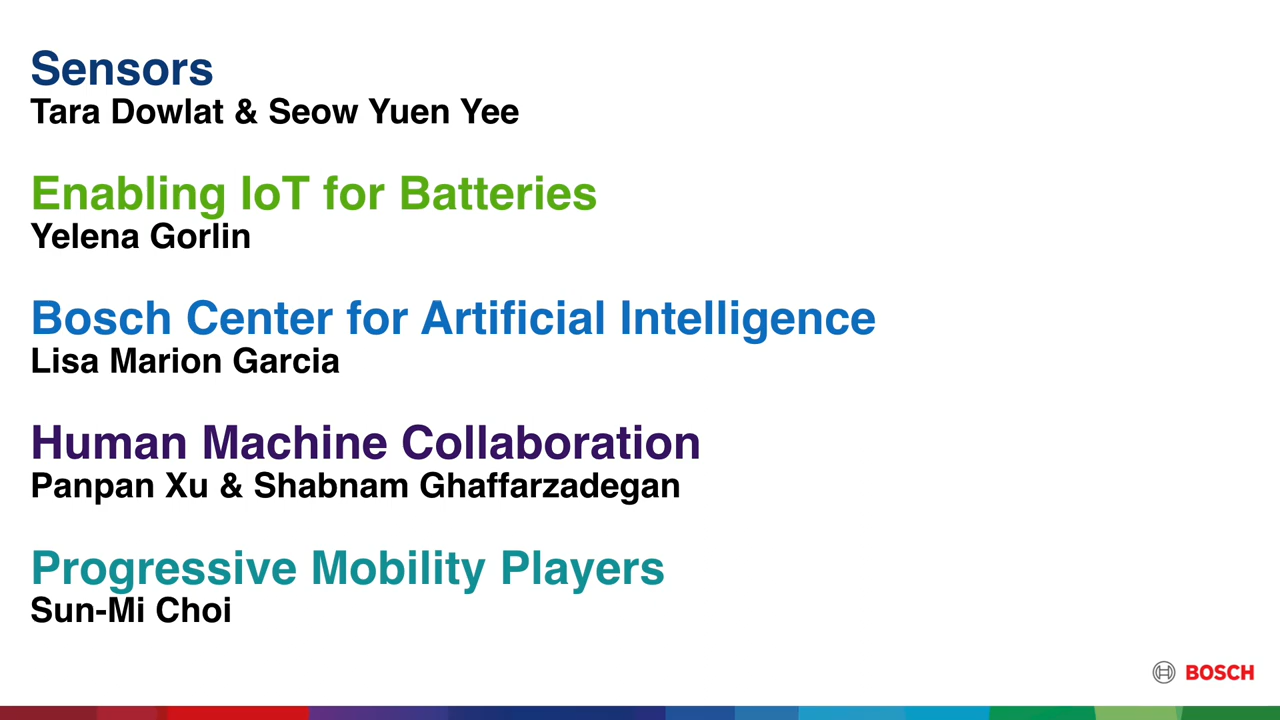 Sensors
Tara Dowlat & Seow Yuen Yee
Enabling IoT for Batteries
Yelena Gorlin
Bosch Center for Artificial Intelligence
Lisa Marion Garcia
Human Machine Collaboration
Panpan Xu & Shabnam Ghaffarzadegan
Progressive Mobility Players
Sun-Mi Choi
BOSCH